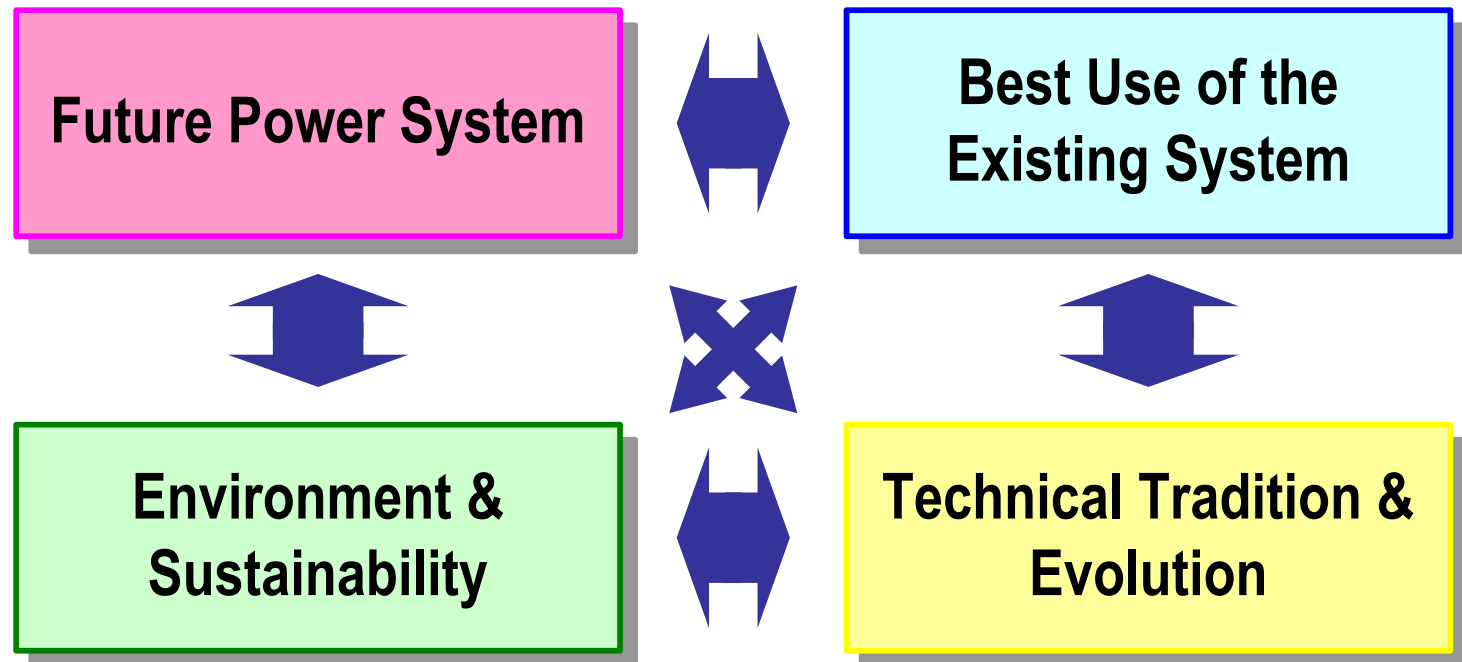 Future Power System
Best Use of the
Existing System
Environment &
Sustainability
Technical Tradition &
Evolution